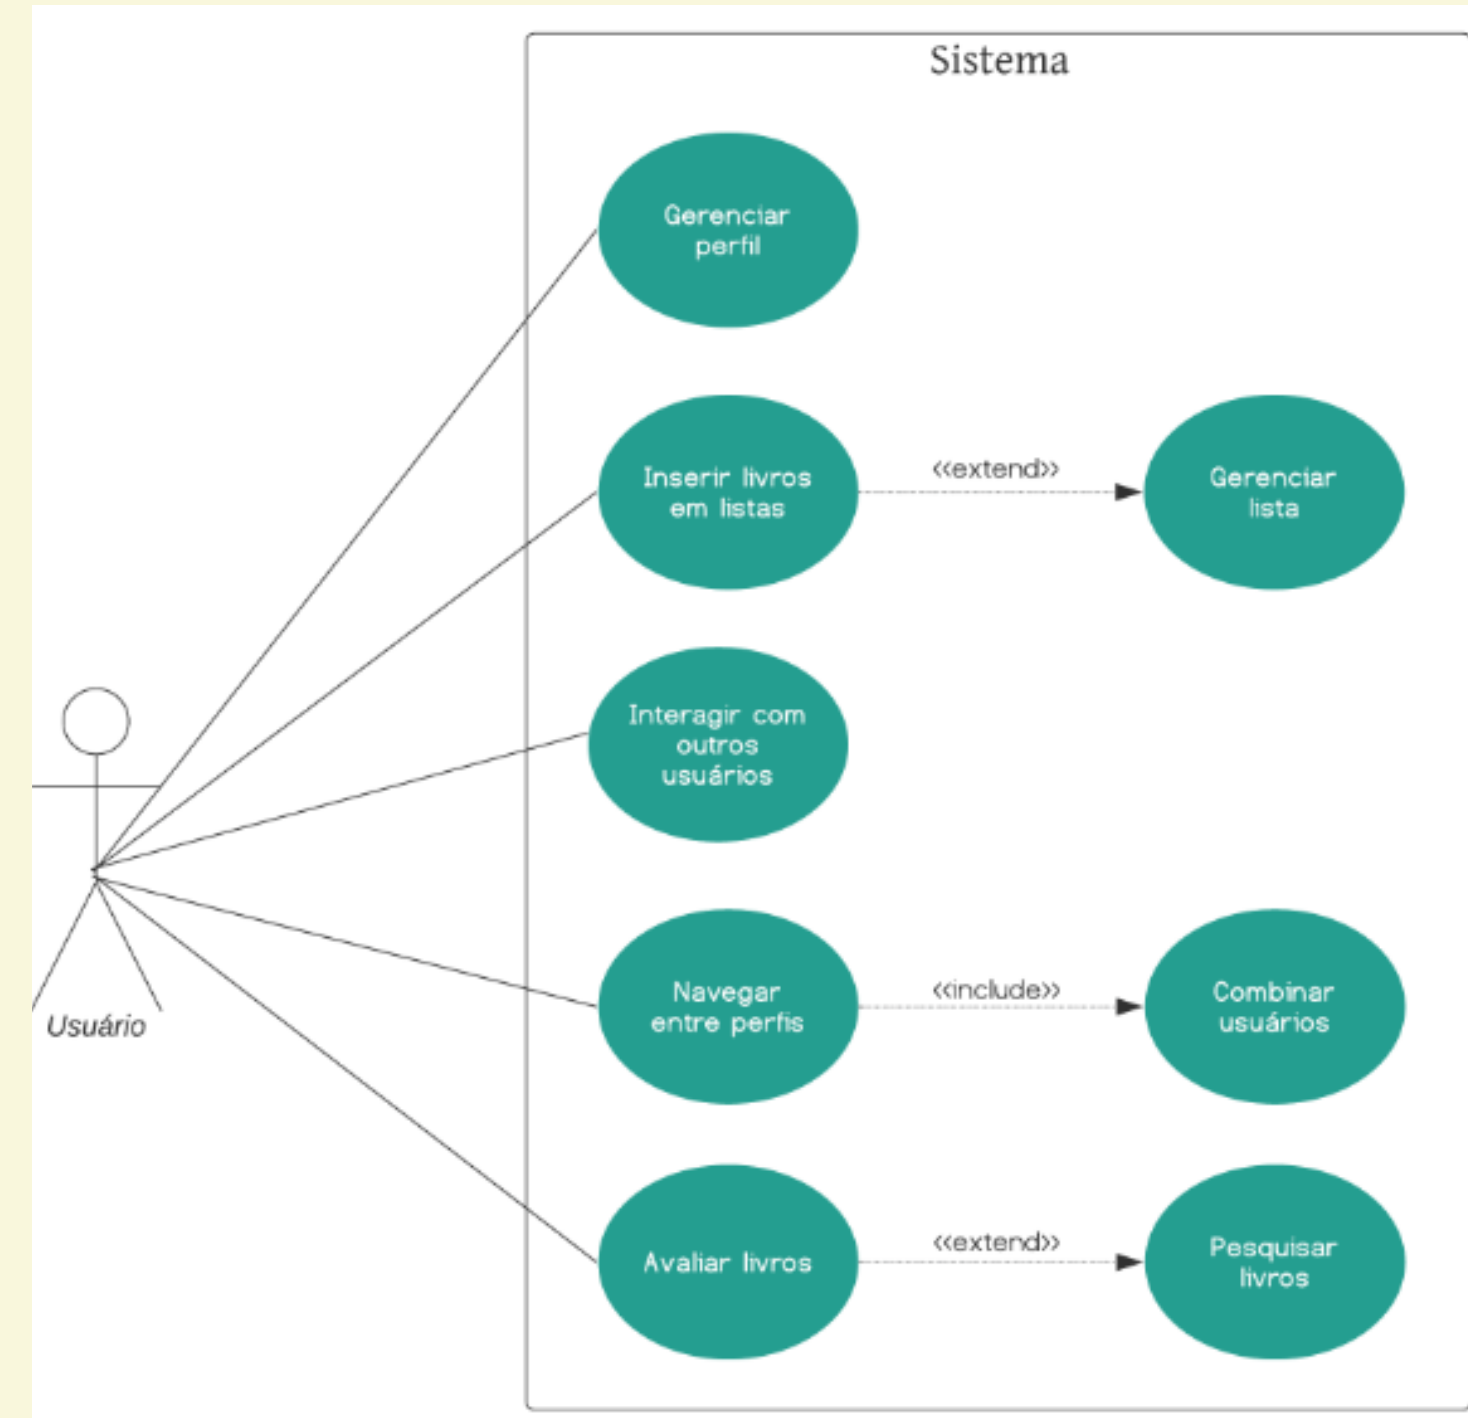 Sistema
Gerenciar
perfil
Inserir livros
em listas
<<extend>>
Gerenciar
lista
Interagir com
outros
usuários
Usuário
Navegar
entre perfis
<<include>>
Combinar
usuários
Avaliar livros
<<extend>>
Pesquisar
livros